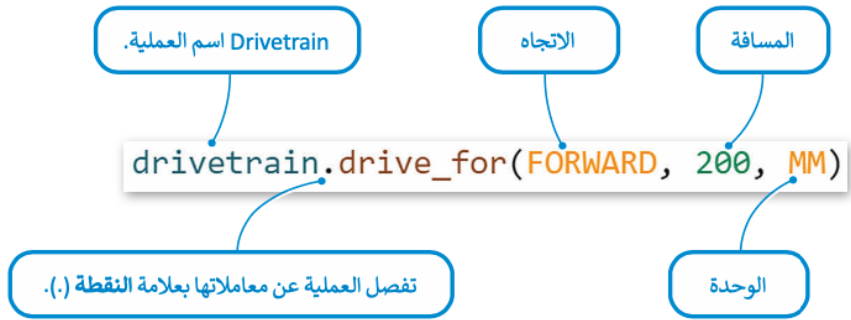 المسافة
الاتجاه
Drivetrain اسم العملية.
drivetrain.drive_for(FORWARD, 200, MM)
الوحدة
تفصل العملية عن معاملاتها بعلامة النقطة (.).